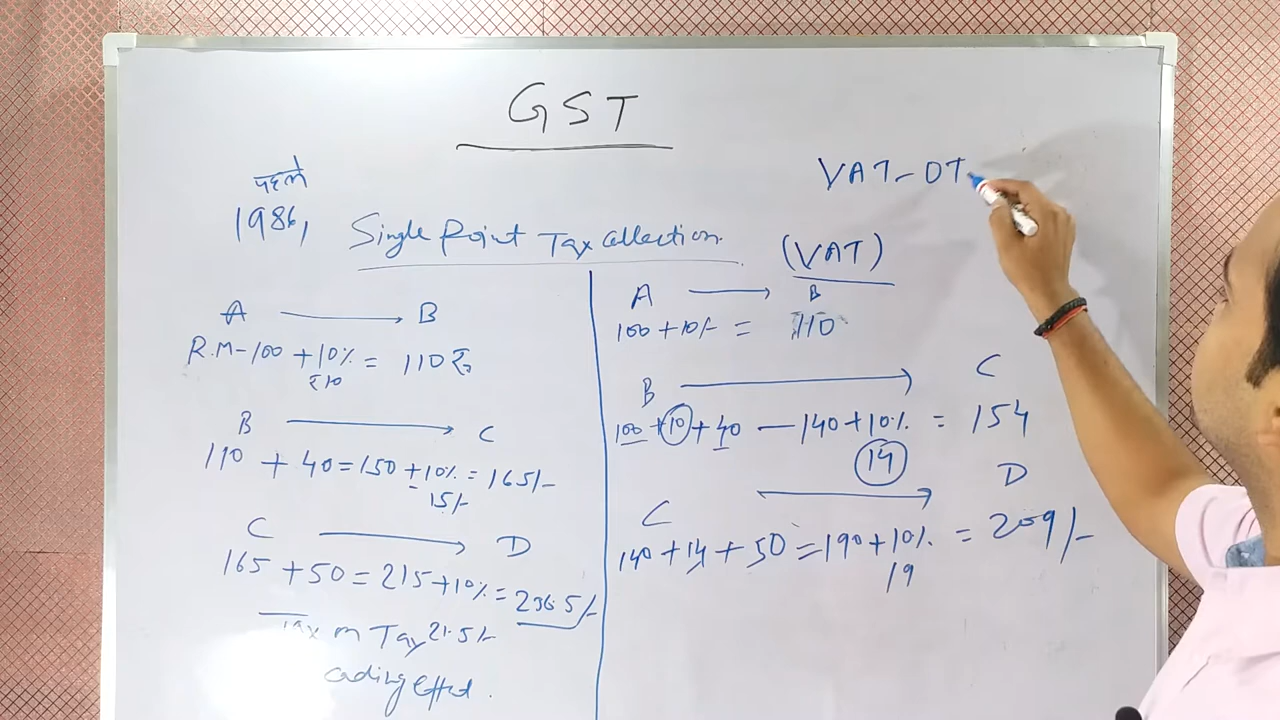 GST
VAT-OT
पहले
1986,
Single Point Tax Collection
(VAT)
A → B
R.M-100 + 10% = 110₹
₹10
B → C
110 + 40 = 150 + 10% = 165/-
15/-
C → D
165 + 50 = 215 + 10% = 236.5/-
Tax on Tax 21.5/-
cading effect.
A → B
100 + 10/- = 110
B → C
100 + 10 + 40 — 140 + 10% = 154
14
C → D
140 + 14 + 50 = 190 + 10% = 209/-
19